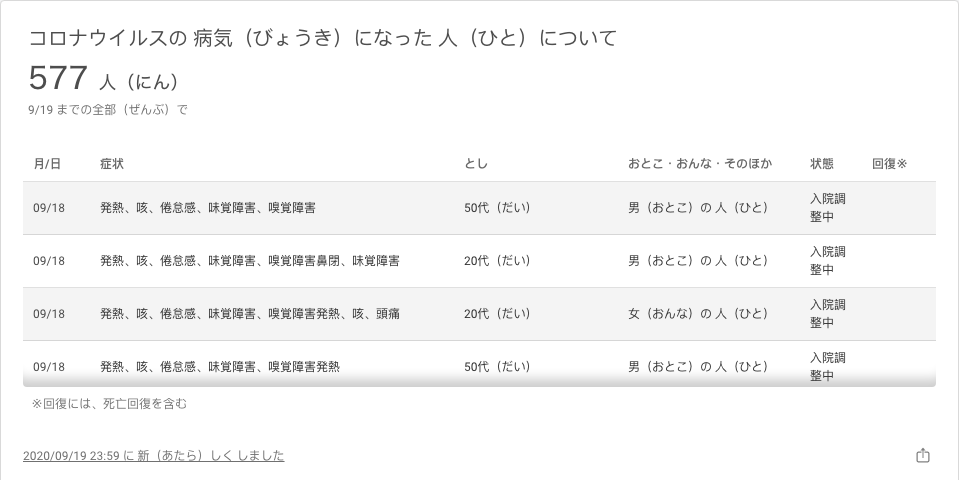 コロナウイルスの 病気（びょうき）になった 人（ひと）について
577 人（にん）
9/19 までの全部（ぜんぶ）で
月/日 症状 とし おとこ・おんな・そのほか 状態 回復※
09/18 発熱、咳、倦怠感、味覚障害、嗅覚障害 50代（だい） 男（おとこ）の 人（ひと） 入院調
整中
09/18 発熱、咳、倦怠感、味覚障害、嗅覚障害鼻閉、味覚障害 20代（だい） 男（おとこ）の 人（ひと） 入院調
整中
09/18 発熱、咳、倦怠感、味覚障害、嗅覚障害発熱、咳、頭痛 20代（だい） 女（おんな）の 人（ひと） 入院調
整中
09/18 発熱、咳、倦怠感、味覚障害、嗅覚障害発熱 50代（だい） 男（おとこ）の 人（ひと） 入院調
整中
※回復には、死亡回復を含む
2020/09/19 23:59 に 新（あたら）しく しました